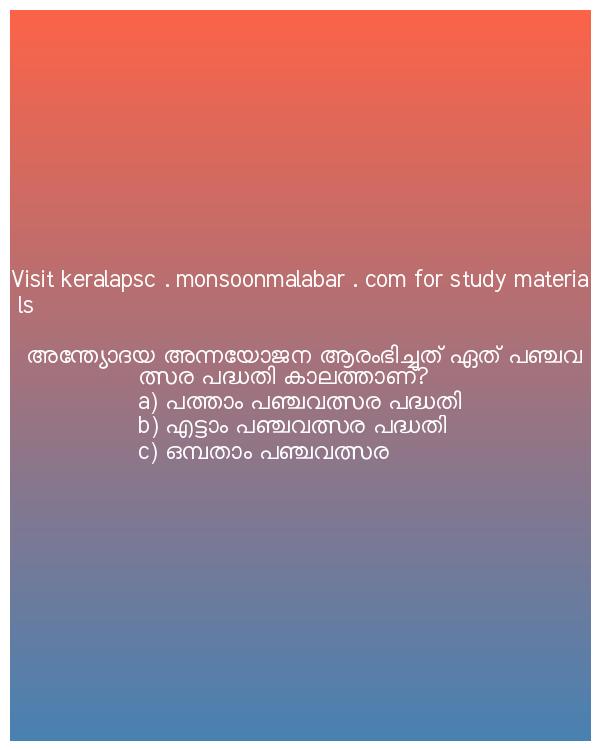 Visit keralapsc . monsoonmalabar . com for study materia
ls
അന്ത്യോദയ അന്നയോജന ആരംഭിച്ചത് ഏത് പഞ്ചവ
ത്സര പദ്ധതി കാലത്താണ്?
a) പത്താം പഞ്ചവത്സര പദ്ധതി
b) എട്ടാം പഞ്ചവത്സര പദ്ധതി
c) ഒമ്പതാം പഞ്ചവത്സര